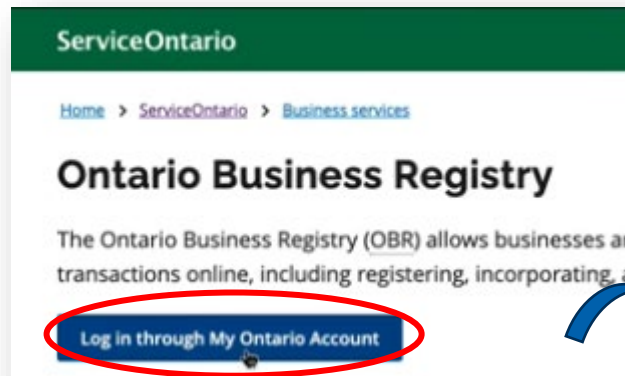 ServiceOntario
Home > ServiceOntario > Business services
Ontario Business Registry
The Ontario Business Registry (OBR) allows businesses
transactions online, including registering, incorporating,
Log in through My Ontario Account